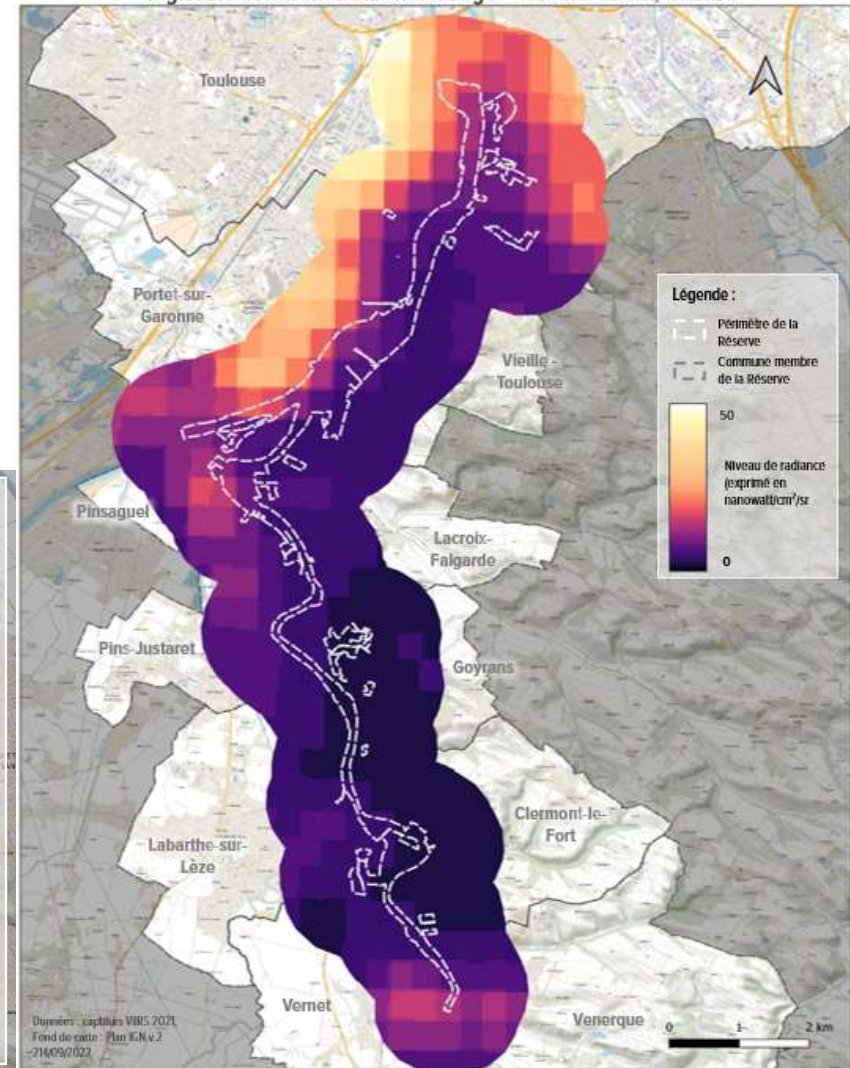 Toulouse
Portet-sur-
Garonne
Vieille -
Toulouse
Pinsaguel
Lacroix-
Falgarde
Pins-Justaret
Goyrans
Clermont-le-
Fort
Labarthe-sur-
Lèze
Vernet
Venerque
Légende :
Périmètre de la
Réserve
Commune membre
de la Réserve
50
Niveau de radiance
(exprimé en
nanowatt/cm²/sr
0
Données : capteurs VIIRS 2021,
Fond de carte : Plan IGN v.2
0 1 2 km